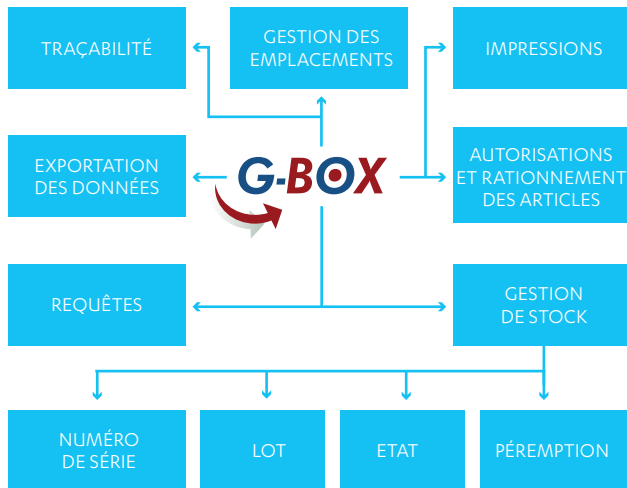 TRAÇABILITÉ
GESTION DES
EMPLACEMENTS
IMPRESSIONS
EXPORTATION
DES DONNÉES
G-BOX
AUTORISATIONS
ET RATIONNEMENT
DES ARTICLES
REQUÊTES
GESTION
DE STOCK
NUMÉRO
DE SÉRIE
LOT
ETAT
PÉREMPTION